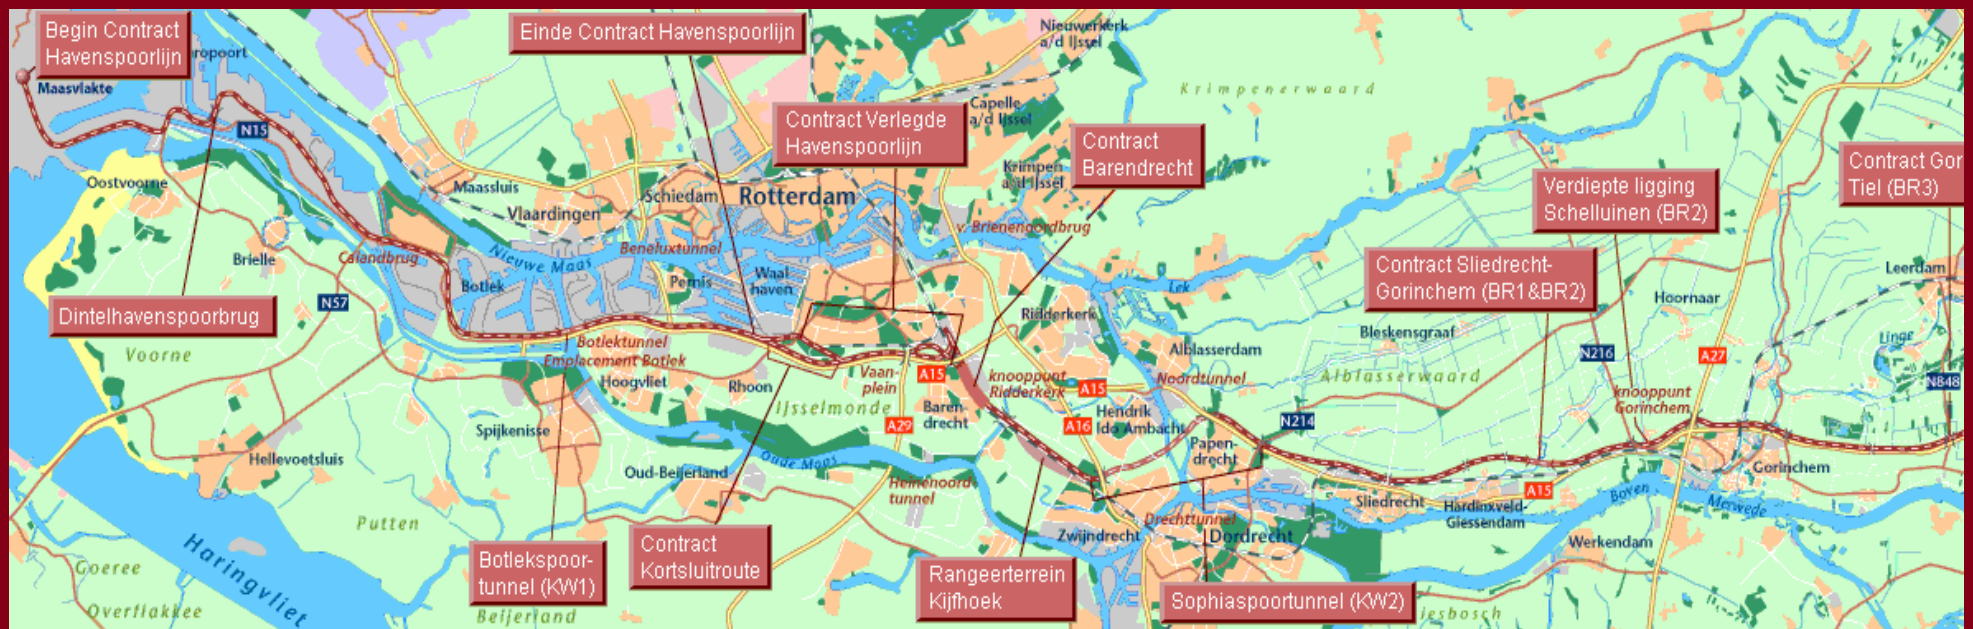 Begin Contract
Havenspoorlijn
Einde Contract Havenspoorlijn
Nieuwerkerk
a/d IJssel
ropoort
Maasvlakte
N15
Krimpenerwaard
Capelle
a/d IJssel
Contract Verlegde
Havenspoorlijn
Contract
Barendrecht
Krimpen
a/d IJssel
Contract Gor
Tiel (BR3)
Verdiepte ligging
Schelluinen (BR2)
Oostvoorne
Maassluis
Vlaardingen
Schiedam
Rotterdam
v. Brienenoordbrug
Beneluxtunnel
Nieuwe Maas
Brielle
Calandbrug
Botlek
Pernis
Waal
haven
Lek
Contract Sliedrecht-
Gorinchem (BR1&BR2)
Leerdam
Hoornaar
N57
Dintelhavenspoorbrug
Ridderkerk
Bleskensgraaf
Linge
Voorne
Botlektunnel
Emplacement Botlek
Hoogvliet
Rhoon
Vaan-
plein
A15
knooppunt
Ridderkerk
A15
Alblasserdam
Noordtunnel
Alblasserwaard
N216
A27
N848
knooppunt
Gorinchem
IJsselmonde
Baren-
drecht
A29
A16
Hendrik
Ido Ambacht
N214
Papen-
drecht
Spijkenisse
Hellevoetsluis
Oud-Beijerland
Oude Maas
Heinenoord-
tunnel
Gorinchem
A15
Sliedrecht
Hardinxveld-
Giessendam
Boven
Merwede
Putten
Haringvliet
Drechttunnel
Zwijndrecht
Dordrecht
Werkendam
Goeree
Overflakkee
Botlekspoor-
tunnel (KW1)
Contract
Kortsluitroute
Rangeerterrein
Kijfhoek
Sophiaspoortunnel (KW2)
iesbosch
Beijerland